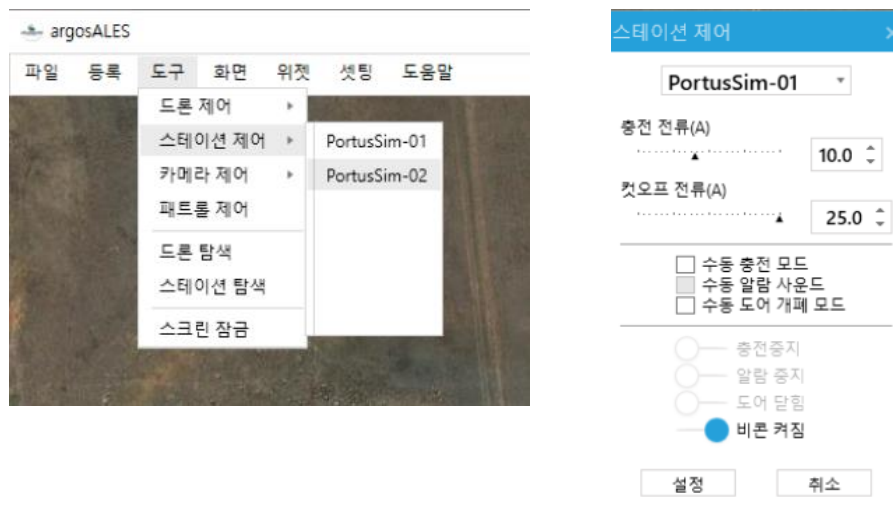 argosALES
파일 등록 도구 화면 위젯 셋팅 도움말
드론 제어
스테이션 제어
카메라 제어
패트롤 제어
드론 탐색
스테이션 탐색
스크린 잠금
PortusSim-01
PortusSim-02
스테이션 제어
PortusSim-01
충전 전류(A)
10.0
컷오프 전류(A)
25.0
수동 충전 모드
수동 알람 사운드
수동 도어 개폐 모드
충전중지
알람 중지
도어 닫힘
비콘 켜짐
설정 취소